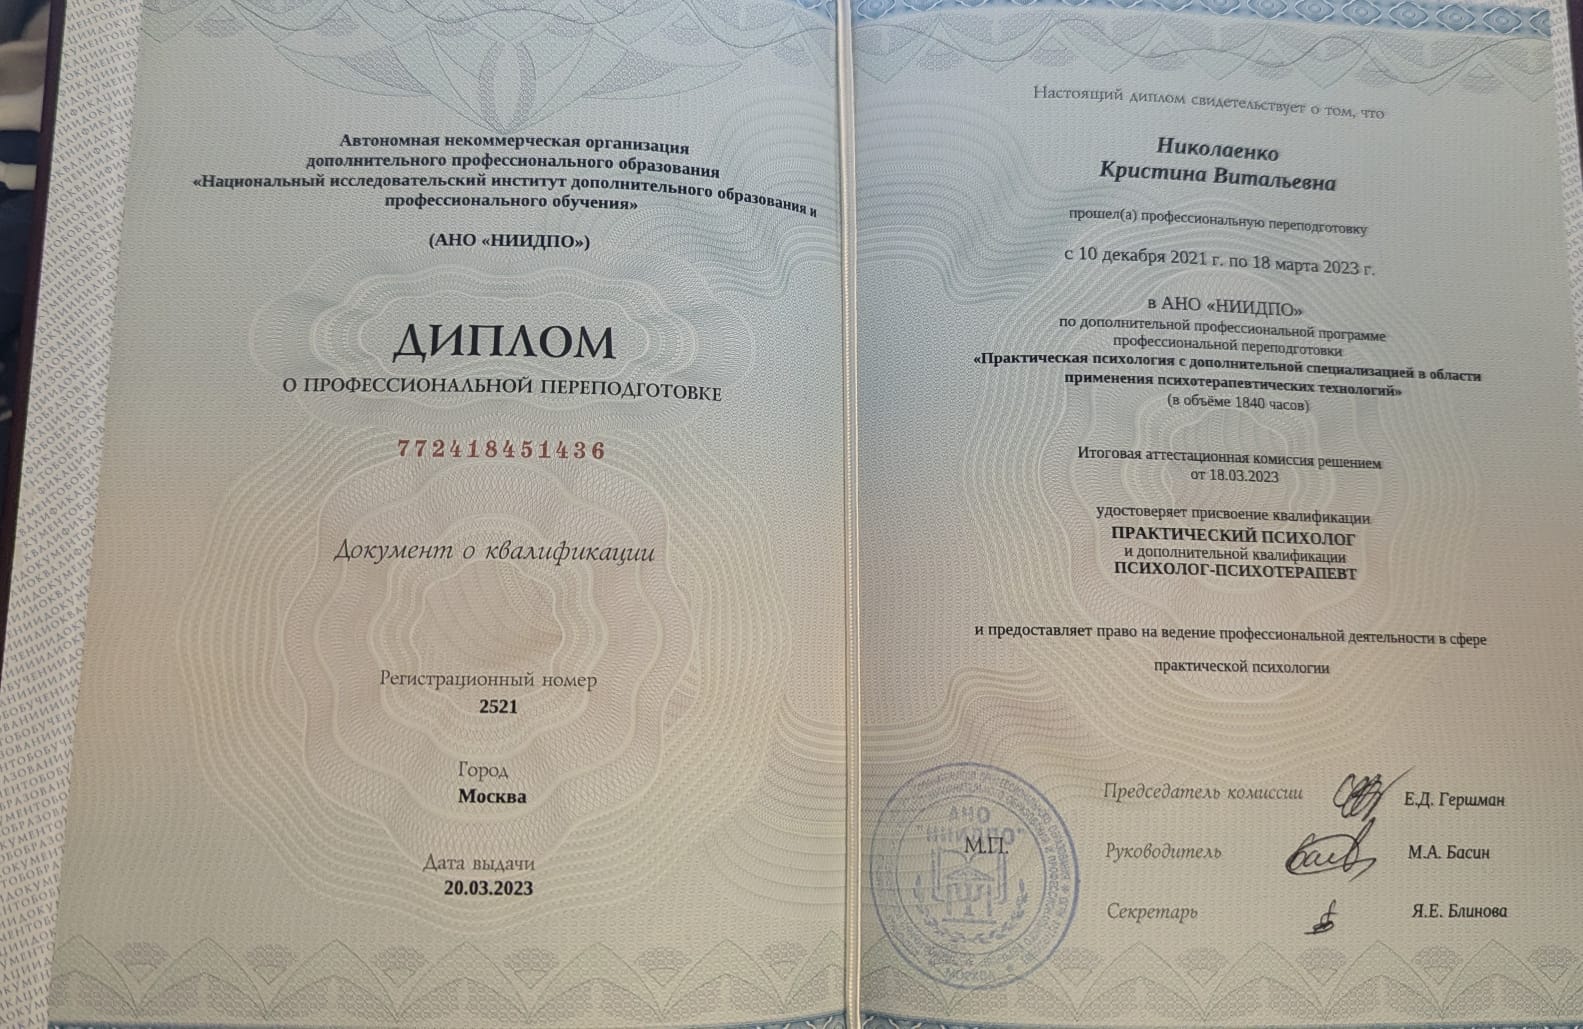 Автономная некоммерческая организация
дополнительного профессионального образования
«Национальный исследовательский институт дополнительного образования и
профессионального обучения»
(АНО «НИИДПО»)
ДИПЛОМ
О ПРОФЕССИОНАЛЬНОЙ ПЕРЕПОДГОТОВКЕ
772418451436
Документ о квалификации
Регистрационный номер
2521
Город
Москва
Дата выдачи
20.03.2023
Настоящий диплом свидетельствует о том, что
Николаенко
Кристина Витальевна
прошел(а) профессиональную переподготовку
с 10 декабря 2021 г. по 18 марта 2023 г.
в АНО «НИИДПО»
по дополнительной профессиональной программе
профессиональной переподготовки
«Практическая психология с дополнительной специализацией в области
применения психотерапевтических технологий»
(в объёме 1840 часов)
Итоговая аттестационная комиссия решением
от 18.03.2023
удостоверяет присвоение квалификации
ПРАКТИЧЕСКИЙ ПСИХОЛОГ
и дополнительной квалификации
ПСИХОЛОГ-ПСИХОТЕРАПЕВТ
и предоставляет право на ведение профессиональной деятельности в сфере
практической психологии
Председатель комиссии Е.Д. Гершман
Руководитель М.А. Басин
Секретарь Я.Е. Блинова
АНО
"НИИДПО"
М.П.
МОСКВА